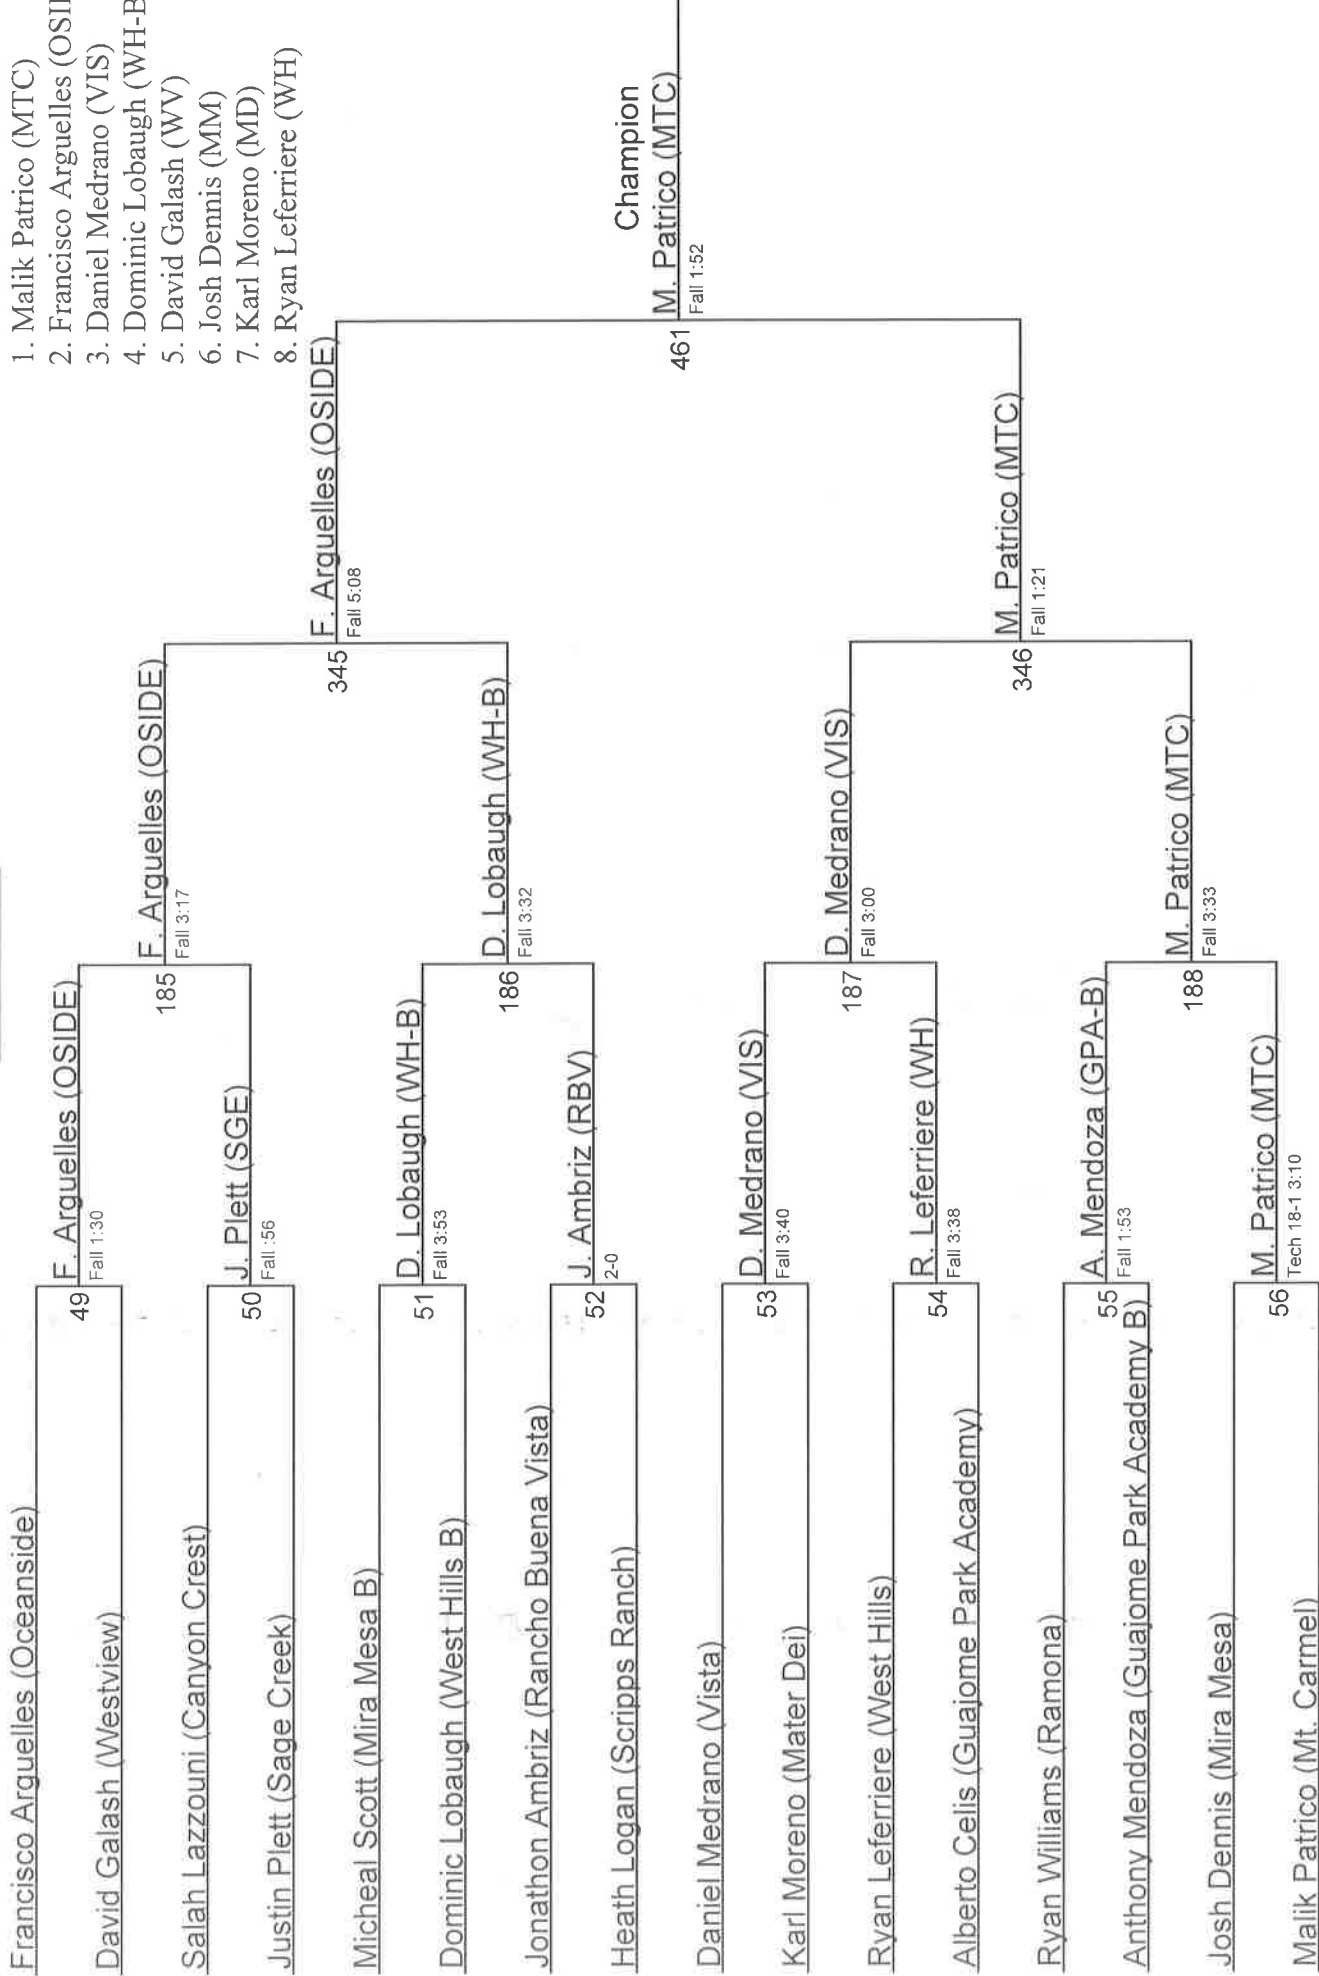 1. Malik Patrico (MTC)
2. Francisco Arguelles
3. Daniel Medrano (VIS)
4. Dominic Lobaugh (WH-B
5. David Galash (WV)
6. Josh Dennis (MM)
7. Karl Moreno (MD)
8. Ryan Leferriere (WH)
Francisco Arguelles (Oceanside)
David Galash (Westview)
Salah Lazzouni (Canyon Crest)
Justin Plett (Sage Creek)
Micheal Scott (Mira Mesa B)
Dominic Lobaugh (West Hills B)
Jonathon Ambriz (Rancho Buena Vista)
Heath Logan (Scripps Ranch)
Daniel Medrano (Vista)
Karl Moreno (Mater Dei)
Ryan Leferriere (West Hills)
Alberto Celis (Guajome Park Academy)
Ryan Williams (Ramona)
Anthony Mendoza (Guajome Park Academy B)
Josh Dennis (Mira Mesa)
Malik Patrico (Mt. Carmel)
49 F. Arguelles (OSIDE)
Fall 1:30
50 J. Plett (SGE)
Fall :56
51 D. Lobaugh (WH-B)
Fall 3:53
52 J. Ambriz (RBV)
2-0
53 D. Medrano (VIS)
Fall 3:40
54 R. Leferriere (WH)
Fall 3:38
55 A. Mendoza (GPA-B)
Fall 1:53
56 M. Patrico (MTC)
Tech 18-1 3:10
185 F. Arguelles (OSIDE)
Fall 3:17
186 D. Lobaugh (WH-B)
Fall 3:32
187 D. Medrano (VIS)
Fall 3:00
188 M. Patrico (MTC)
Fall 3:33
345 F. Arguelles (OSIDE)
Fall 5:08
346 M. Patrico (MTC)
Fall 1:21
Champion
461 M. Patrico (MTC)
Fall 1:52